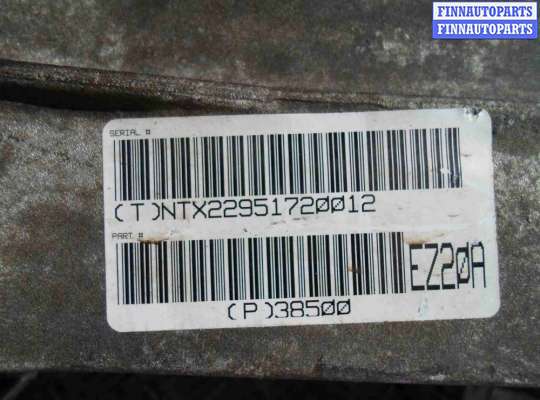 FINNAUTOPARTS
FINNAUTOPARTS
SERIAL #
(T)NTX22951720012
PART #
EZ20A
(P)38500